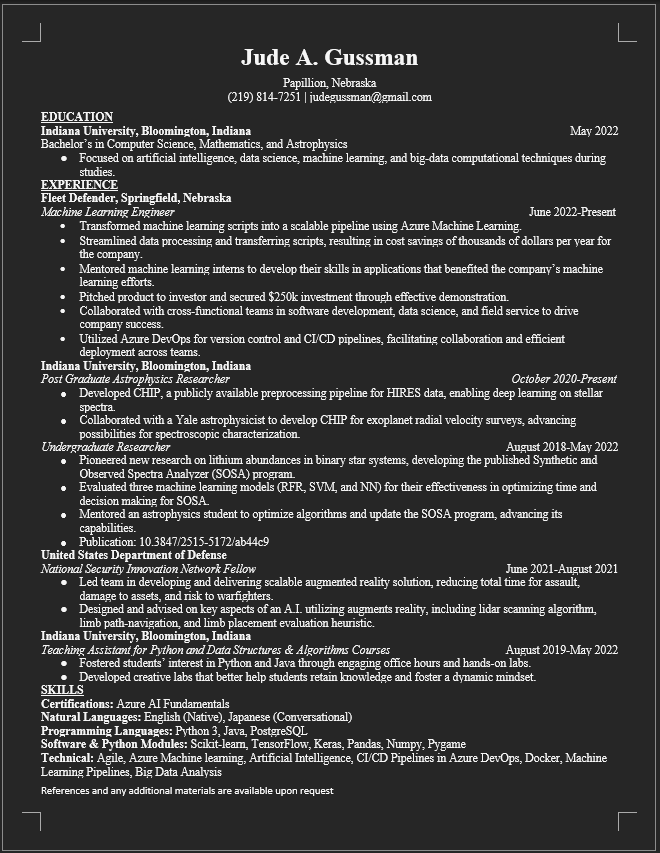 Jude A. Gussman
Papillion, Nebraska
(219) 814-7251 | judegussman@gmail.com
EDUCATION
Indiana University, Bloomington, Indiana May 2022
Bachelor's in Computer Science, Mathematics, and Astrophysics
• Focused on artificial intelligence, data science, machine learning, and big-data computational techniques during
studies.
EXPERIENCE
Fleet Defender, Springfield, Nebraska
Machine Learning Engineer June 2022-Present
• Transformed machine learning scripts into a scalable pipeline using Azure Machine Learning.
• Streamlined data processing and transferring scripts, resulting in cost savings of thousands of dollars per year for
the company.
• Mentored machine learning interns to develop their skills in applications that benefited the company's machine
learning efforts.
• Pitched product to investor and secured $250k investment through effective demonstration.
• Collaborated with cross-functional teams in software development, data science, and field service to drive
company success.
• Utilized Azure DevOps for version control and CI/CD pipelines, facilitating collaboration and efficient
deployment across teams.
Indiana University, Bloomington, Indiana
Post Graduate Astrophysics Researcher October 2020-Present
• Developed CHIP, a publicly available preprocessing pipeline for HIRES data, enabling deep learning on stellar
spectra.
• Collaborated with a Yale astrophysicist to develop CHIP for exoplanet radial velocity surveys, advancing
possibilities for spectroscopic characterization.
Undergraduate Researcher August 2018-May 2022
• Pioneered new research on lithium abundances in binary star systems, developing the published Synthetic and
Observed Spectra Analyzer (SOSA) program.
• Evaluated three machine learning models (RFR, SVM, and NN) for their effectiveness in optimizing time and
decision making for SOSA.
• Mentored an astrophysics student to optimize algorithms and update the SOSA program, advancing its
capabilities.
• Publication: 10.3847/2515-5172/ab44c9
United States Department of Defense
National Security Innovation Network Fellow June 2021-August 2021
• Led team in developing and delivering scalable augmented reality solution, reducing total time for assault,
damage to assets, and risk to warfighters.
• Designed and advised on key aspects of an A.I. utilizing augments reality, including lidar scanning algorithm,
limb path-navigation, and limb placement evaluation heuristic.
Indiana University, Bloomington, Indiana
Teaching Assistant for Python and Data Structures & Algorithms Courses August 2019-May 2022
• Fostered students' interest in Python and Java through engaging office hours and hands-on labs.
• Developed creative labs that better help students retain knowledge and foster a dynamic mindset.
SKILLS
Certifications: Azure AI Fundamentals
Natural Languages: English (Native), Japanese (Conversational)
Programming Languages: Python 3, Java, PostgreSQL
Software & Python Modules: Scikit-learn, TensorFlow, Keras, Pandas, Numpy, Pygame
Technical: Agile, Azure Machine learning, Artificial Intelligence, CI/CD Pipelines in Azure DevOps, Docker, Machine
Learning Pipelines, Big Data Analysis
References and any additional materials are available upon request